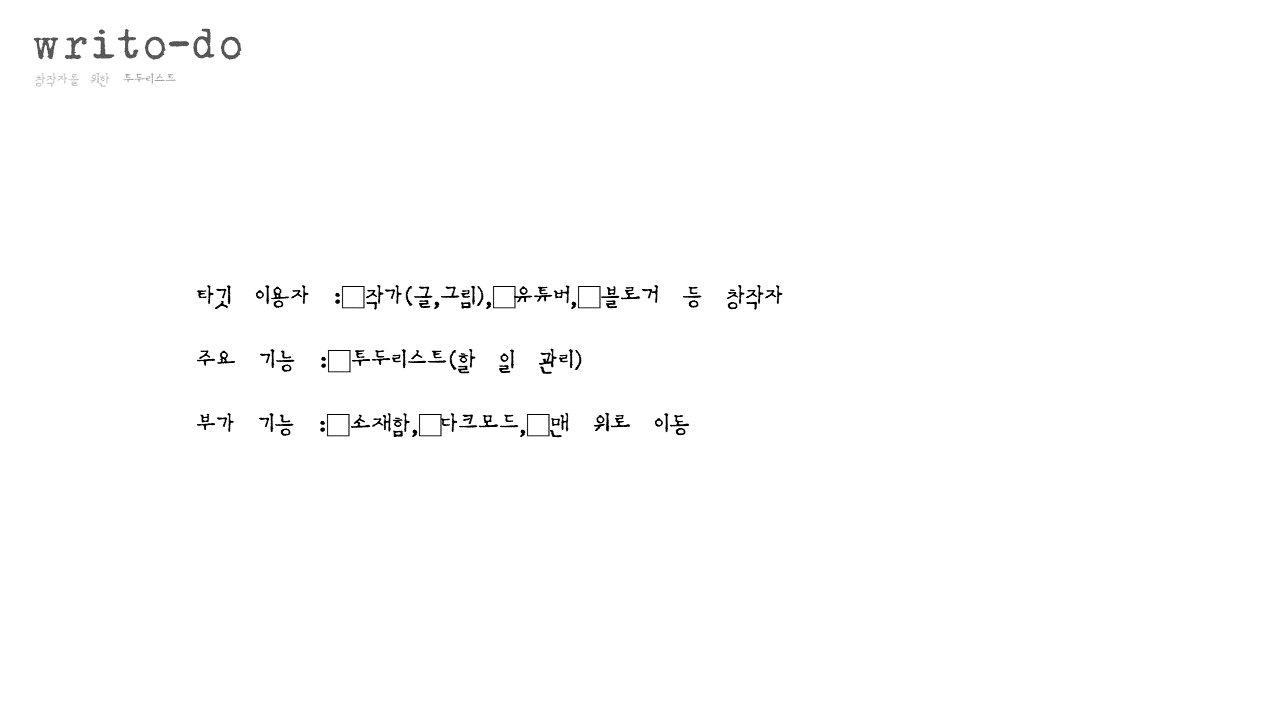 writo-do
창작자를 위한 투두리스트
타깃 이용자 :□작가(글,그림),□유튜버,□블로거 등 창작자
주요 기능 :□투두리스트(할 일 관리)
부가 기능 :□소재함,□다크모드,□맨 위로 이동